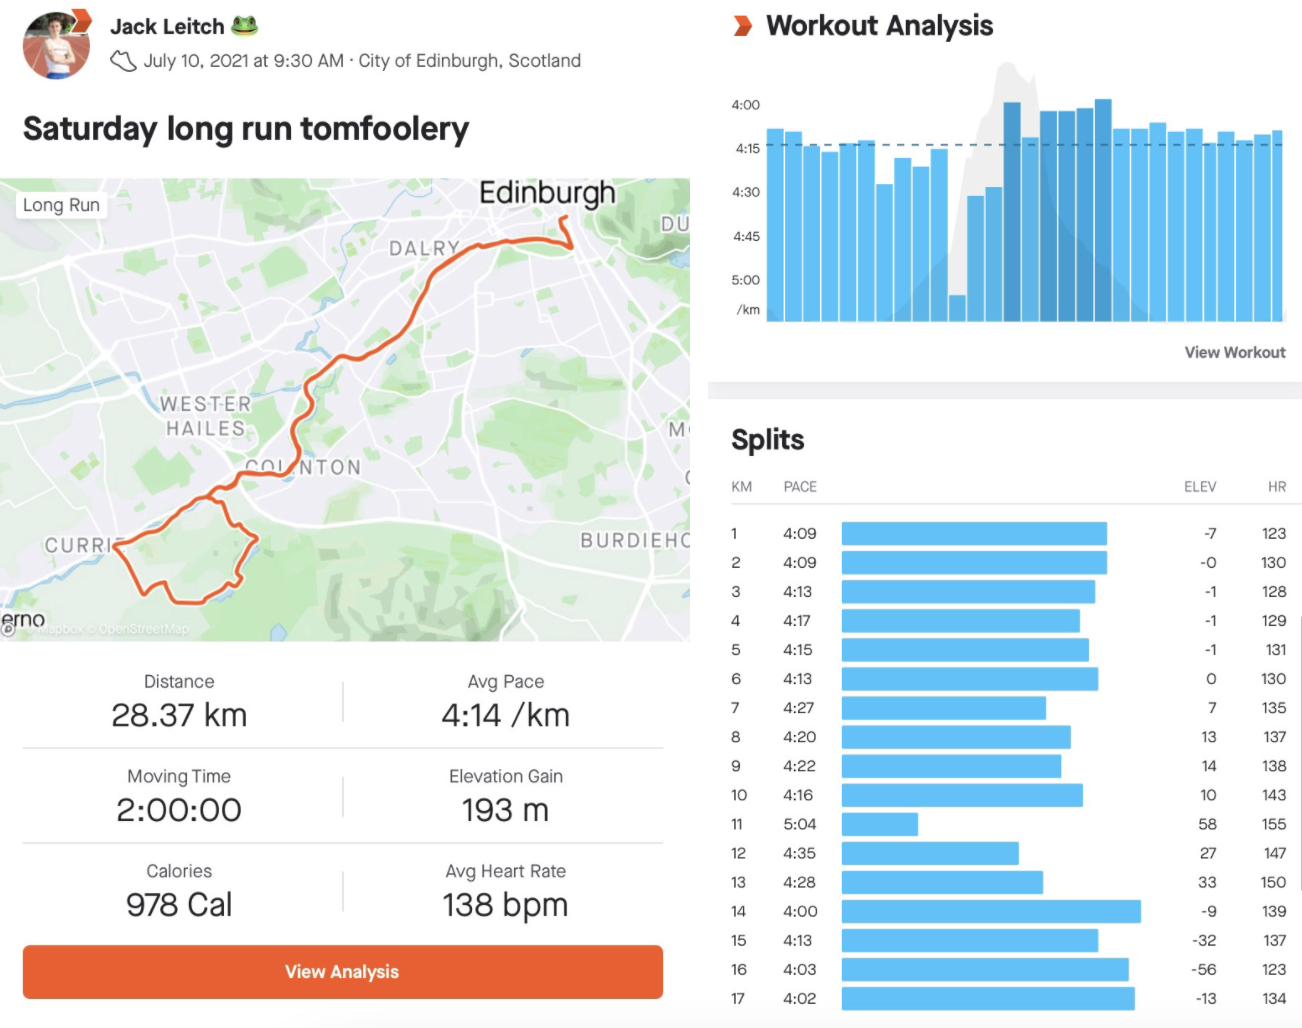 Jack Leitch 🐸
July 10, 2021 at 9:30 AM · City of Edinburgh, Scotland
Saturday long run tomfoolery
Long Run
Edinburgh
DU
DALRY
WESTER
HAILES
M
COLINTON
CURRIE
BURDIEHO
erno
Mapbox © OpenStreetMap
Distance
28.37 km
Avg Pace
4:14 /km
Moving Time
2:00:00
Elevation Gain
193 m
Calories
978 Cal
Avg Heart Rate
138 bpm
View Analysis
Workout Analysis
4:00
4:15
4:30
4:45
5:00
/km
View Workout
Splits
KM PACE ELEV HR
1 4:09 -7 123
2 4:09 -0 130
3 4:13 -1 128
4 4:17 -1 129
5 4:15 -1 131
6 4:13 0 130
7 4:27 7 135
8 4:20 13 137
9 4:22 14 138
10 4:16 10 143
11 5:04 58 155
12 4:35 27 147
13 4:28 33 150
14 4:00 -9 139
15 4:13 -32 137
16 4:03 -56 123
17 4:02 -13 134